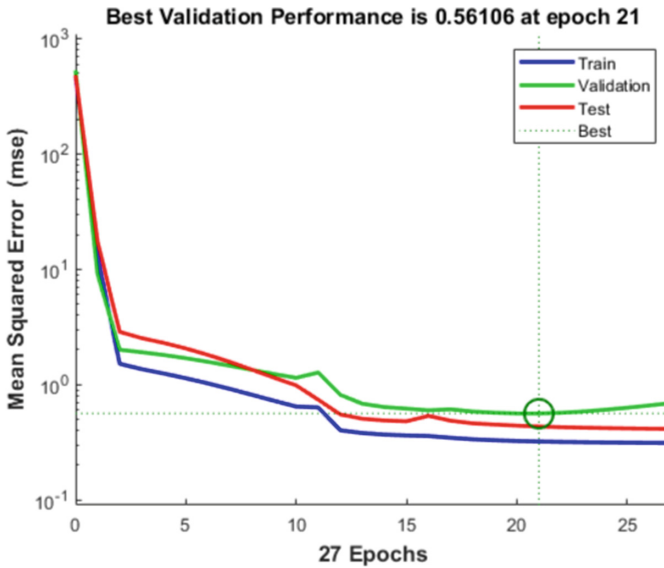 Best Validation Performance is 0.56106 at epoch 21
Mean Squared Error (mse)
10³
10²
10¹
10⁰
10⁻¹
Train
Validation
Test
Best
0 5 10 15 20 25
27 Epochs